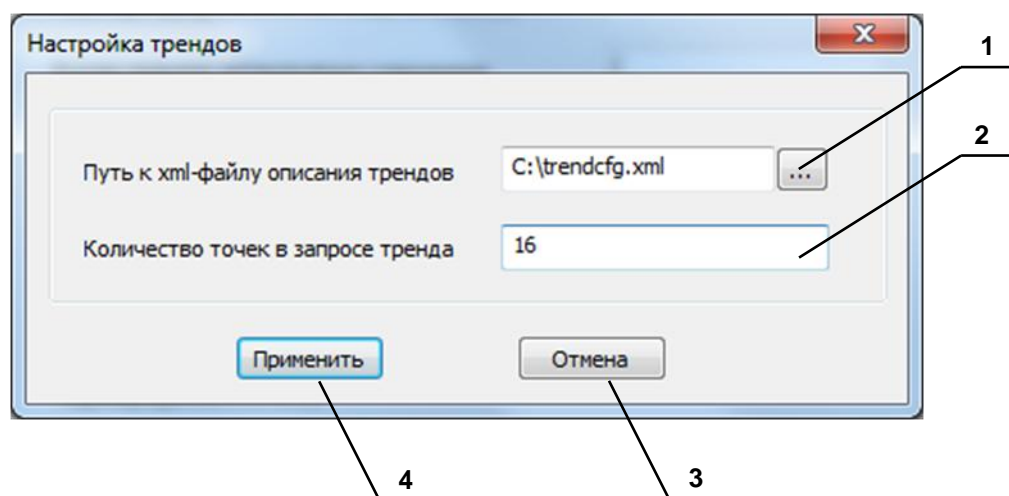 Настройка трендов
1
2
Путь к xml-файлу описания трендов C:\trendcfg.xml ...
Количество точек в запросе тренда 16
Применить Отмена
4 3